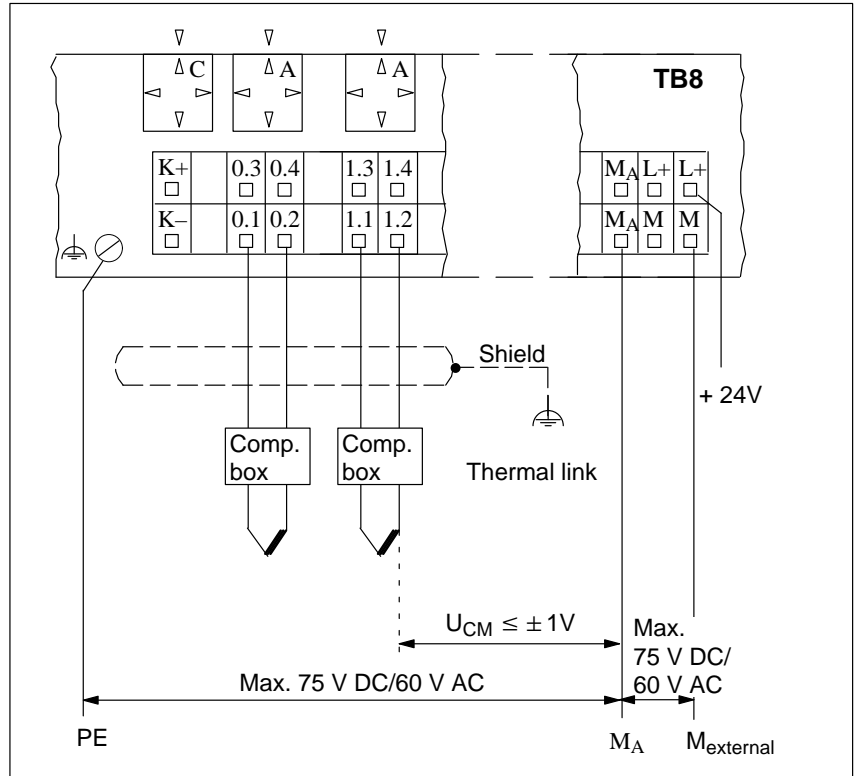 C A A TB8
K+ 0.3 0.4 1.3 1.4 MA L+ L+
K− 0.1 0.2 1.1 1.2 MA M M
Shield
+ 24V
Comp.
box
Comp.
box
Thermal link
UCM ≤ ± 1V
Max.
75 V DC/
60 V AC
Max. 75 V DC/60 V AC
PE MA Mexternal